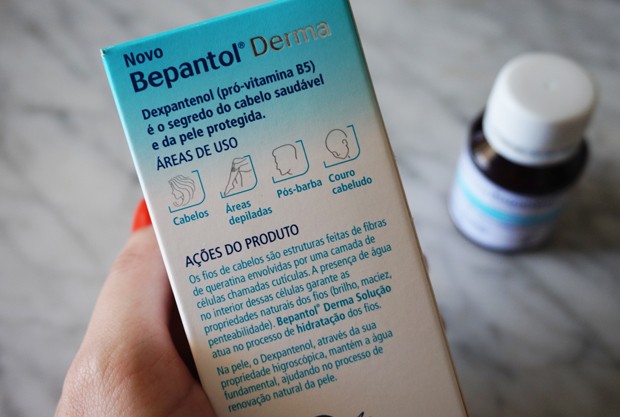 Novo
Bepantol® Derma
Dexpantenol (pró-vitamina B5)
é o segredo do cabelo saudável
e da pele protegida.
ÁREAS DE USO
Cabelos
Áreas depiladas
Pós-barba
Couro cabeludo
AÇÕES DO PRODUTO
Os fios de cabelos são estruturas feitas de fibras
de queratina envolvidas por uma camada de
células chamadas cutículas. A presença de água
no interior dessas células garante as
propriedades naturais dos fios (brilho, maciez,
penteabilidade). Bepantol® Derma Solução
atua no processo de hidratação dos fios.
Na pele, o Dexpantenol, através da sua
propriedade higroscópica, mantém a água
fundamental, ajudando no processo de
renovação natural da pele.